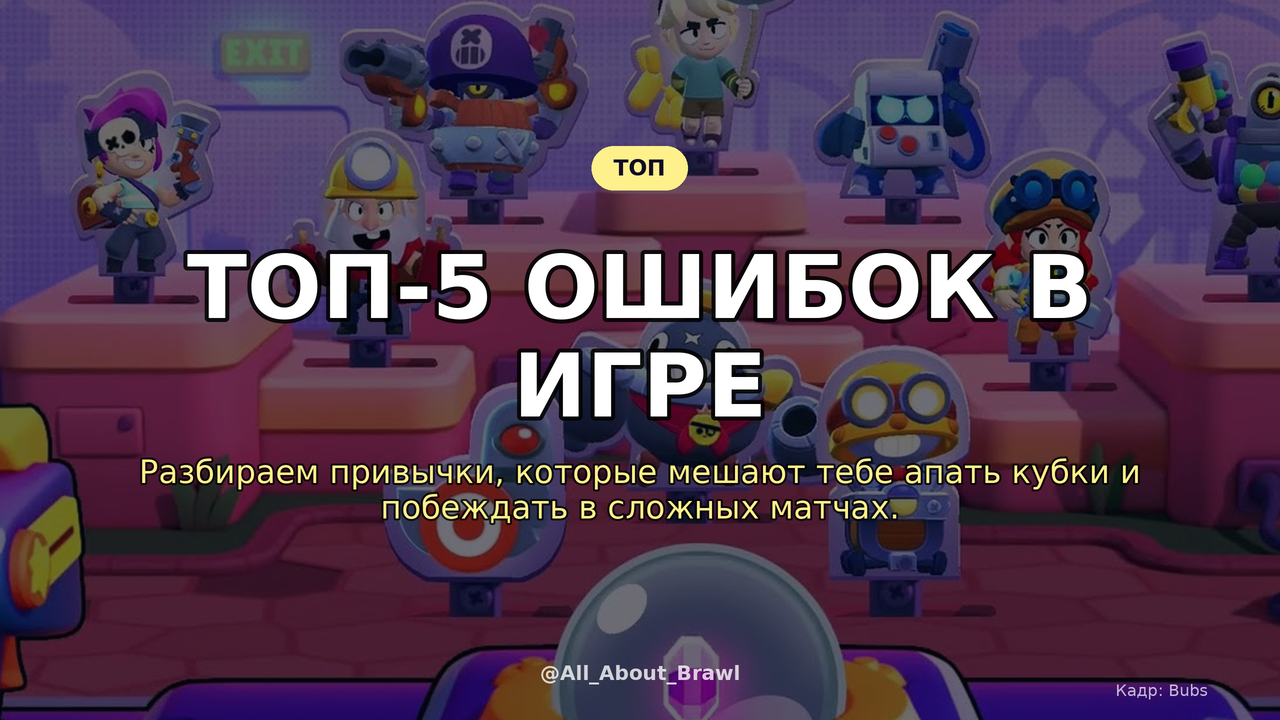 EXIT
ТОП
ТОП-5 ОШИБОК В
ИГРЕ
Разбираем привычки, которые мешают тебе апать кубки и
побеждать в сложных матчах.
@All_About_Brawl
Кадр: Bubs